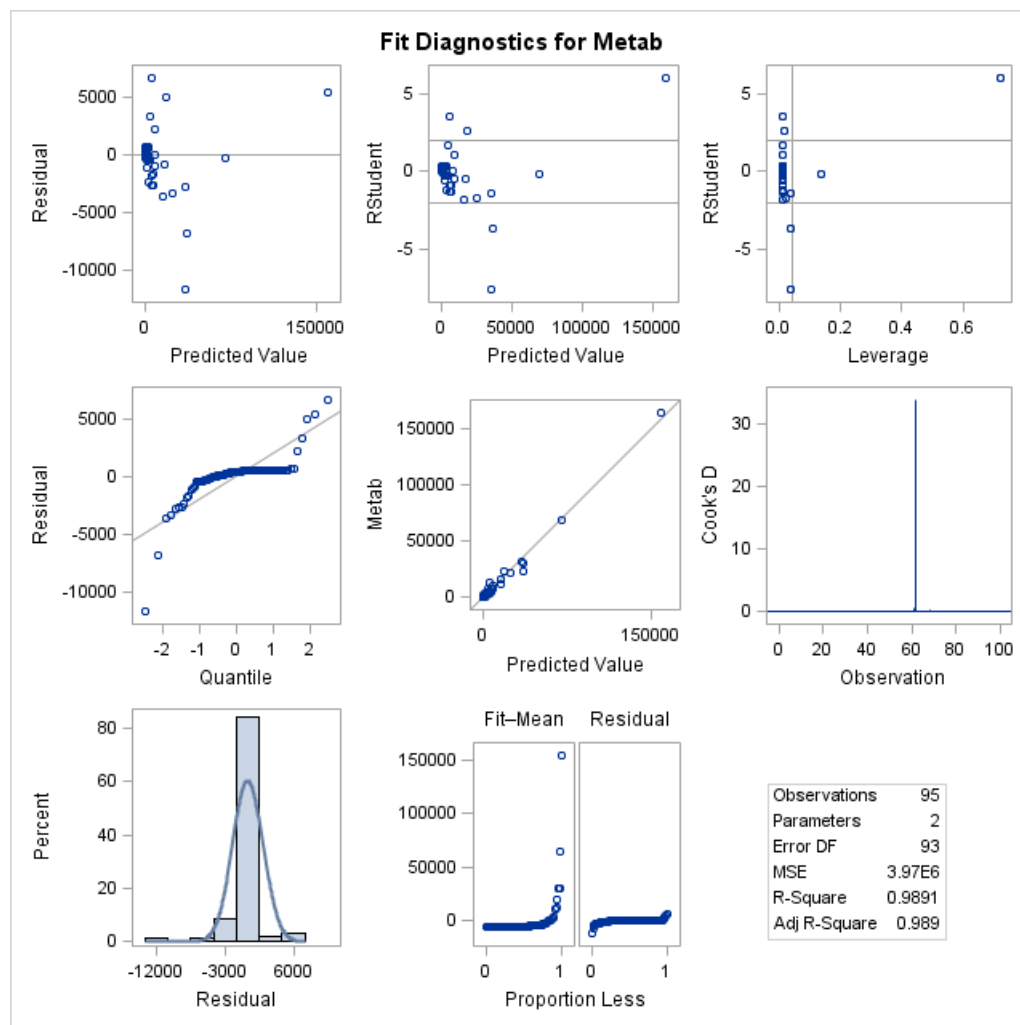 Fit Diagnostics for Metab
5000
0
-5000
-10000
Residual
0 150000
Predicted Value
5
0
-5
RStudent
0 50000 100000 150000
Predicted Value
5
0
-5
RStudent
0.0 0.2 0.4 0.6
Leverage
5000
0
-5000
-10000
Residual
-2 -1 0 1 2
Quantile
150000
100000
50000
0
Metab
0 150000
Predicted Value
30
20
10
0
Cook's D
0 20 40 60 80 100
Observation
80
60
40
20
0
Percent
-12000 -3000 6000
Residual
Fit–Mean Residual
150000
100000
50000
0
0 1 0 1
Proportion Less
Observations 95
Parameters 2
Error DF 93
MSE 3.97E6
R-Square 0.9891
Adj R-Square 0.989